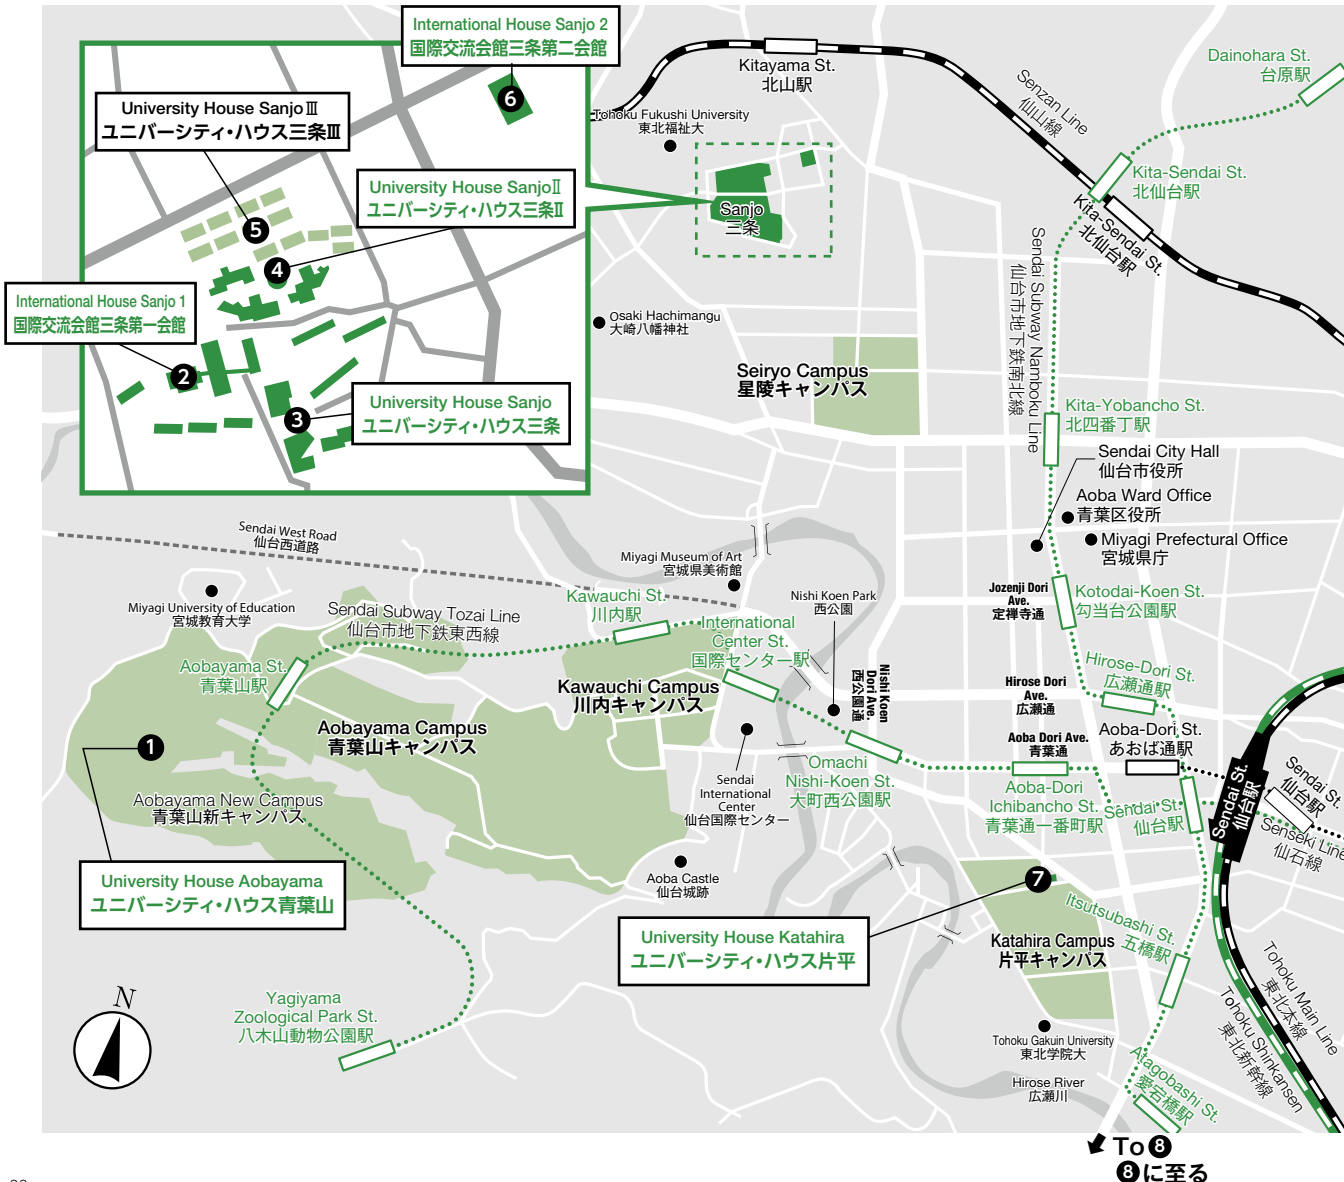 International House Sanjo 2
国際交流会館三条第二会館
6
University House Sanjo Ⅲ
ユニバーシティ・ハウス三条Ⅲ
University House SanjoⅡ
ユニバーシティ・ハウス三条Ⅱ
5
4
International House Sanjo 1
国際交流会館三条第一会館
2
University House Sanjo
ユニバーシティ・ハウス三条
3
Kitayama St.
北山駅
Tohoku Fukushi University
東北福祉大
Senzan Line
仙山線
Dainohara St.
台原駅
Kita-Sendai St.
北仙台駅
Kita-Sendai St.
北仙台駅
Sanjo
三条
Sendai Subway Namboku Line
仙台市地下鉄南北線
Osaki Hachimangu
大崎八幡神社
Seiryo Campus
星陵キャンパス
Kita-Yobancho St.
北四番丁駅
Sendai City Hall
仙台市役所
Aoba Ward Office
青葉区役所
Miyagi Prefectural Office
宮城県庁
Sendai West Road
仙台西道路
Miyagi Museum of Art
宮城県美術館
Miyagi University of Education
宮城教育大学
Sendai Subway Tozai Line
仙台市地下鉄東西線
Kawauchi St.
川内駅
International
Center St.
国際センター駅
Nishi Koen Park
西公園
Jozenji Dori
Ave.
定禅寺通
Kotodai-Koen St.
勾当台公園駅
Aobayama St.
青葉山駅
Kawauchi Campus
川内キャンパス
Nishi Koen
Dori Ave.
西公園通
Hirose Dori
Ave.
広瀬通
Hirose-Dori St.
広瀬通駅
Aobayama Campus
青葉山キャンパス
1
Aoba Dori Ave.
青葉通
Aoba-Dori St.
あおば通駅
Sendai
International
Center
仙台国際センター
Omachi
Nishi-Koen St.
大町西公園駅
Aoba-Dori
Ichibancho St.
青葉通一番町駅
Sendai St.
仙台駅
Sendai St.
仙台駅
Sendai St.
仙台駅
Senseki Line
仙石線
Aobayama New Campus
青葉山新キャンパス
University House Aobayama
ユニバーシティ・ハウス青葉山
Aoba Castle
仙台城跡
7
University House Katahira
ユニバーシティ・ハウス片平
Katahira Campus
片平キャンパス
Itsutsubashi St.
五橋駅
N
Yagiyama
Zoological Park St.
八木山動物公園駅
Tohoku Gakuin University
東北学院大
Hirose River
広瀬川
Atagobashi St.
愛宕橋駅
Tohoku Main Line
東北本線
Tohoku Shinkansen
東北新幹線
To 8
8に至る